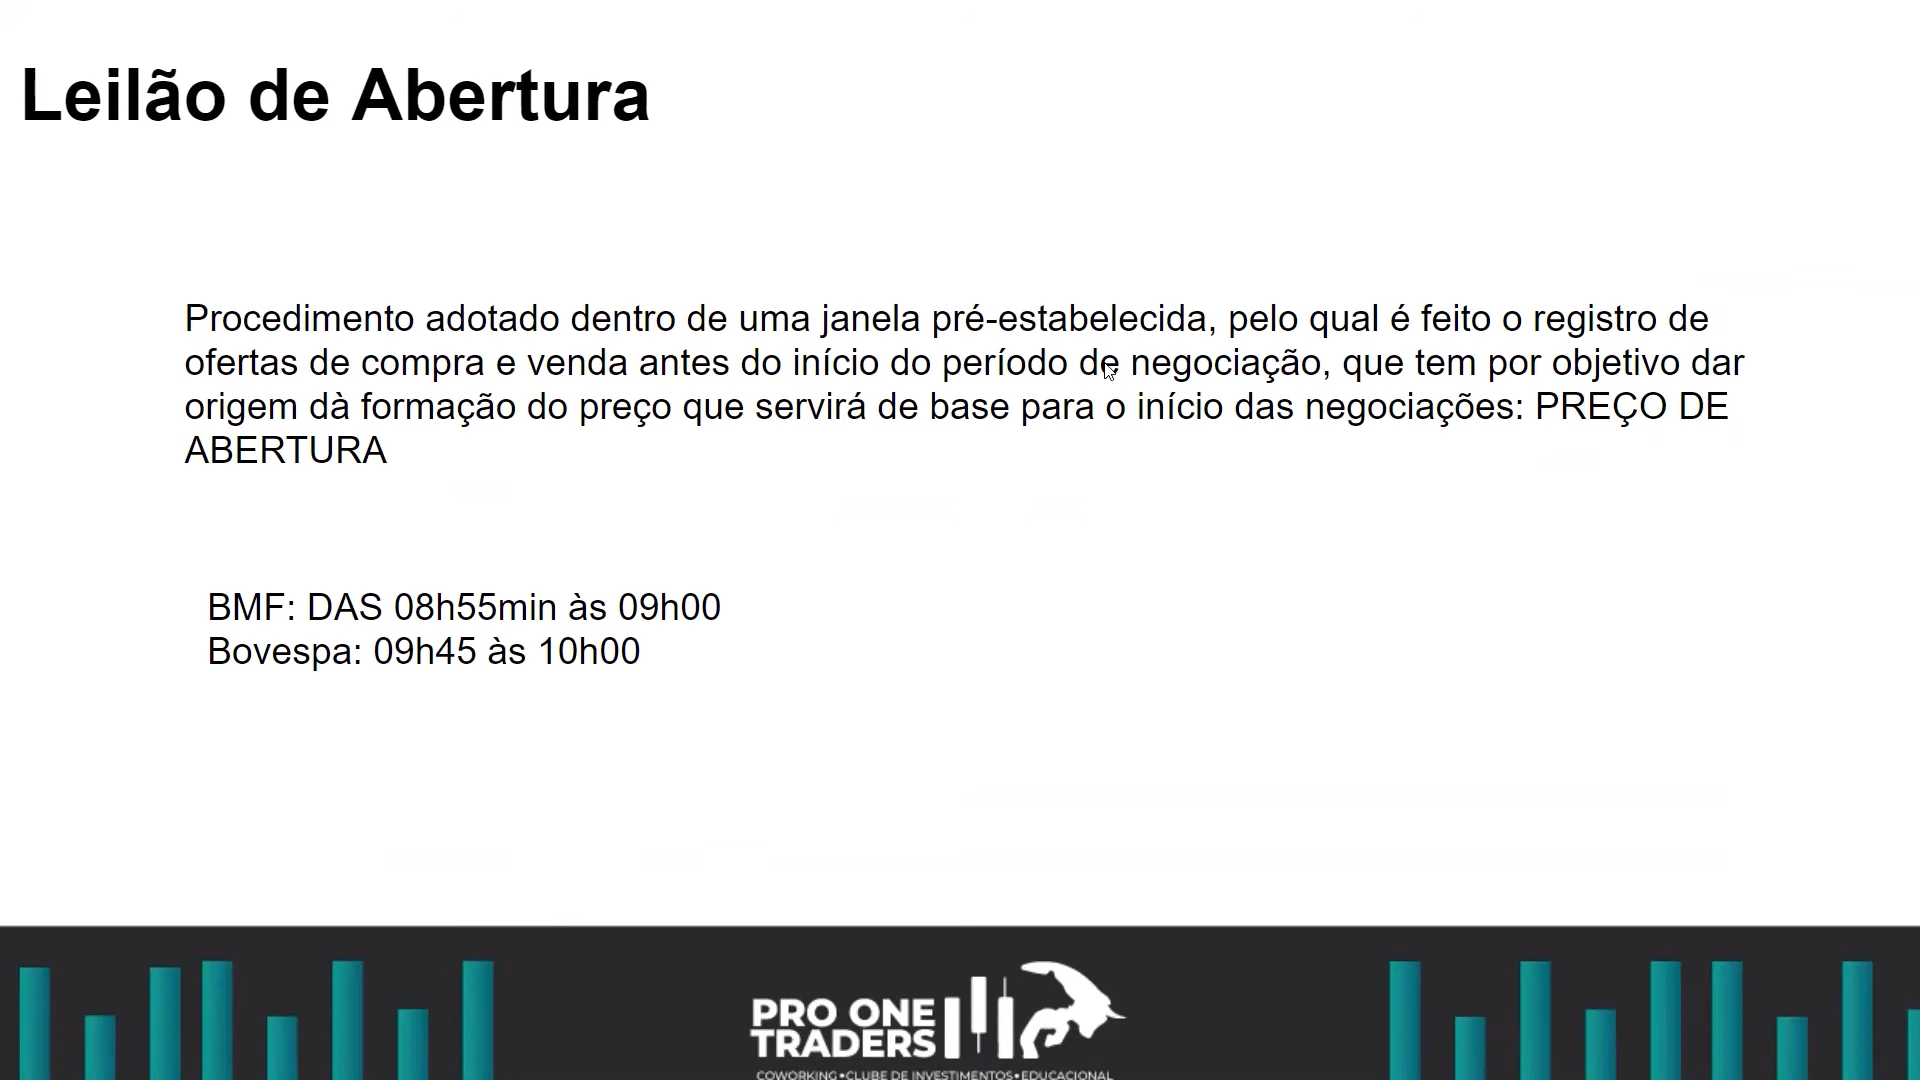 Leilão de Abertura
Procedimento adotado dentro de uma janela pré-estabelecida, pelo qual é feito o registro de
ofertas de compra e venda antes do início do período de negociação, que tem por objetivo dar
origem dà formação do preço que servirá de base para o início das negociações: PREÇO DE
ABERTURA
BMF: DAS 08h55min às 09h00
Bovespa: 09h45 às 10h00
PRO ONE
TRADERS
COWORKING•CLUBE DE INVESTIMENTOS•EDUCACIONAL